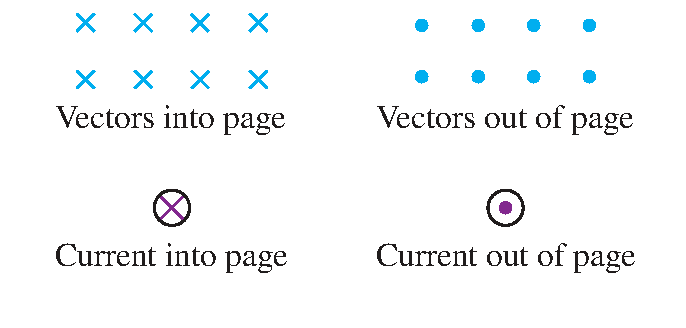 Vectors into page
Vectors out of page
Current into page
Current out of page